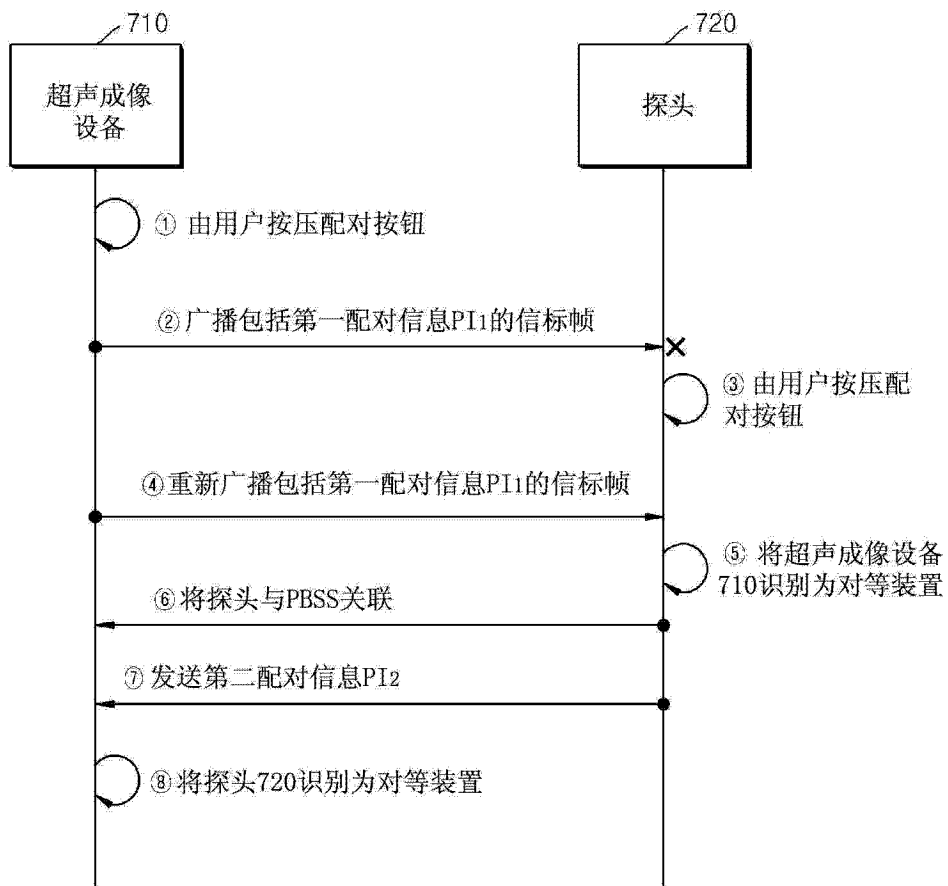 710
720
超声成像
设备
探头
① 由用户按压配对按钮
② 广播包括第一配对信息PI1的信标帧
③ 由用户按压配
对按钮
④ 重新广播包括第一配对信息PI1的信标帧
⑤ 将超声成像设备
710识别为对等装置
⑥ 将探头与PBSS关联
⑦ 发送第二配对信息PI2
⑧ 将探头720识别为对等装置